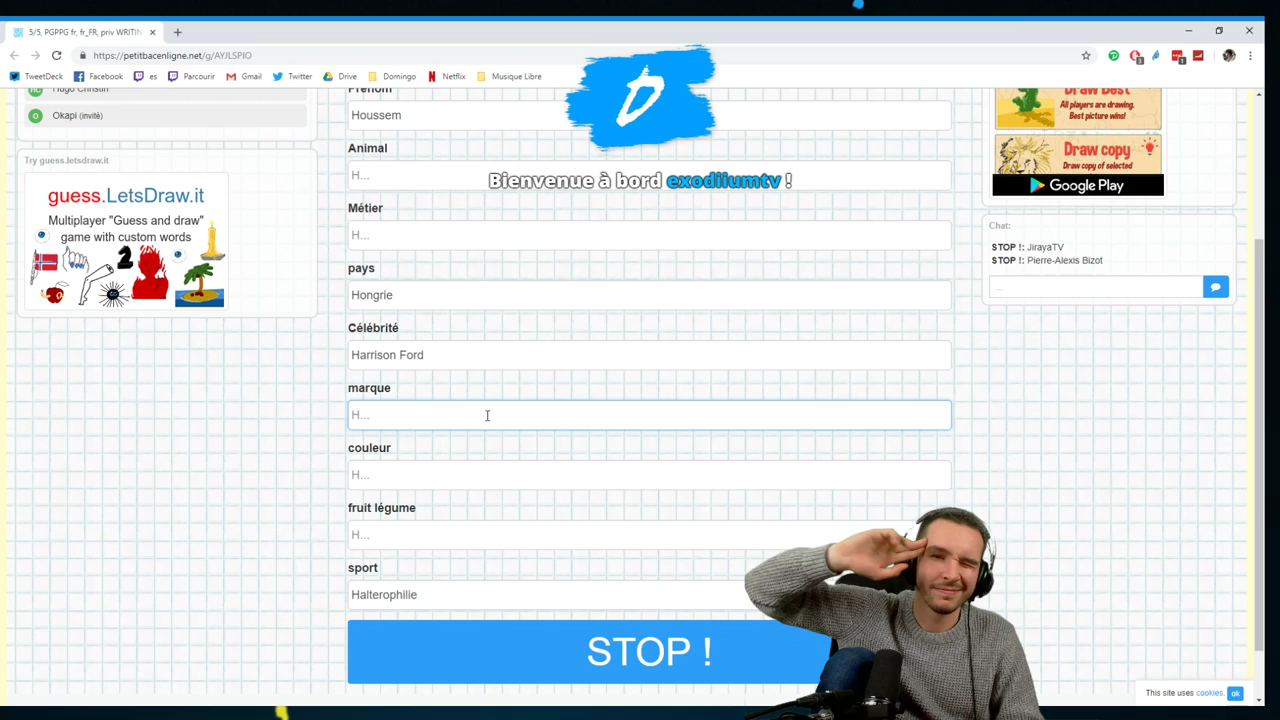 5/5, PGPPG fr, fr_FR, priv WRITIN
https://petitbacenligne.net/g/AYJLSPIO
TweetDeck
Facebook
es
Parcourir
Gmail
Twitter
Drive
Domingo
Netflix
Musique Libre
Hugo Christin
Okapi (invité)
Try guess.letsdraw.it
guess.LetsDraw.it
Multiplayer "Guess and draw"
game with custom words
Prénom
Houssem
Animal
H...
Bienvenue à bord exodiiumtv !
Métier
H...
pays
Hongrie
Célébrité
Harrison Ford
marque
H...
couleur
H...
fruit légume
H...
sport
Halterophilie
STOP !
D
Draw best
All players are drawing.
Best picture wins!
Draw copy
Draw copy of selected
Google Play
Chat:
STOP !: JirayaTV
STOP !: Pierre-Alexis Bizot
...
This site uses cookies. ok